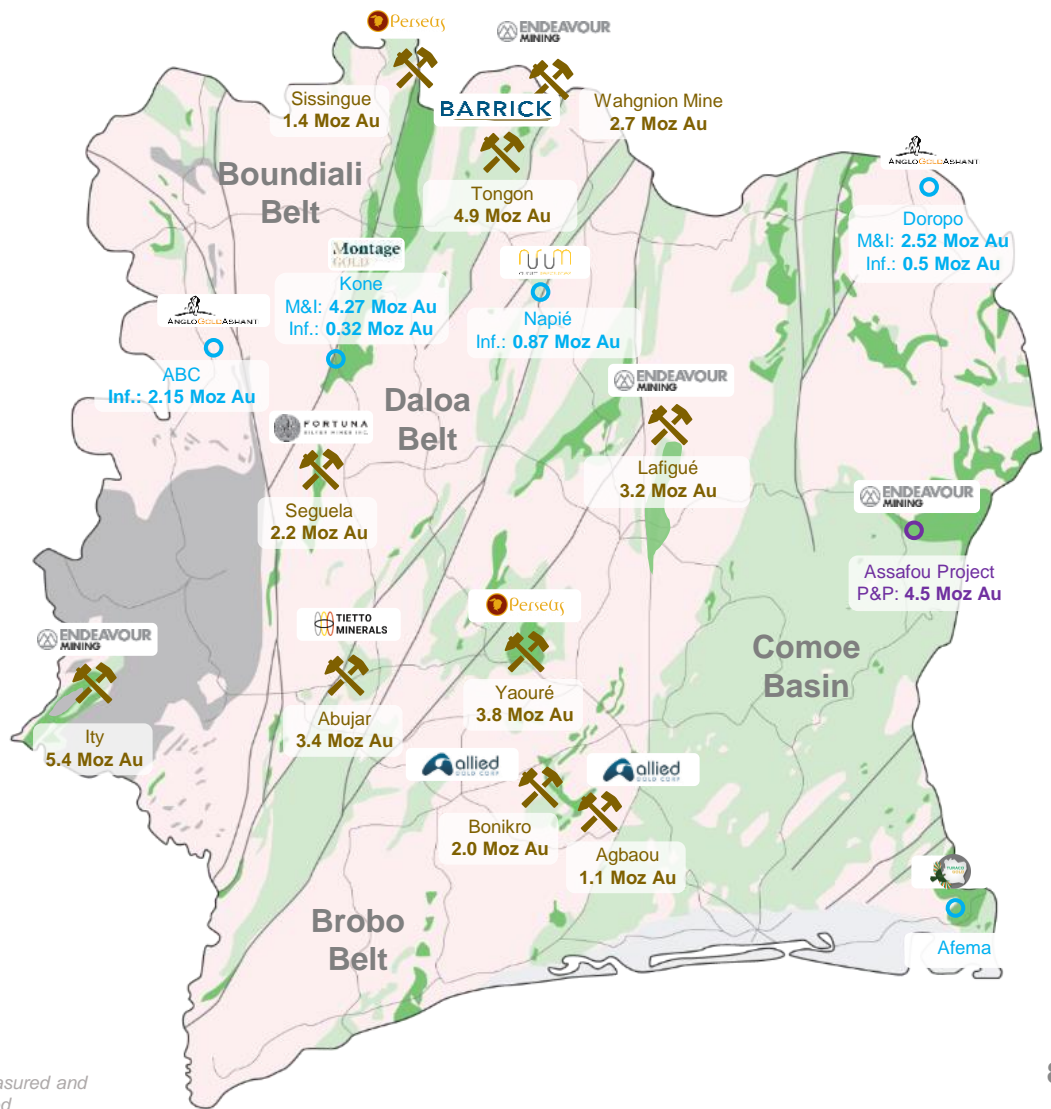 Perseus
ENDEAVOUR
MINING
Sissingue
1.4 Moz Au
BARRICK
Wahgnion Mine
2.7 Moz Au
Boundiali
Belt
Tongon
4.9 Moz Au
ANGLOGOLDASHANT
Doropo
M&I: 2.52 Moz Au
Inf.: 0.5 Moz Au
Montage
GOLD
Kone
M&I: 4.27 Moz Au
Inf.: 0.32 Moz Au
Napié
Inf.: 0.87 Moz Au
ANGLOGOLDASHANT
ABC
Inf.: 2.15 Moz Au
Daloa
Belt
ENDEAVOUR
MINING
Lafigué
3.2 Moz Au
FORTUNA
SILVER MINES INC.
Seguela
2.2 Moz Au
ENDEAVOUR
MINING
Assafou Project
P&P: 4.5 Moz Au
Perseus
Yaouré
3.8 Moz Au
TIETTO
MINERALS
Abujar
3.4 Moz Au
ENDEAVOUR
MINING
Ity
5.4 Moz Au
Comoe
Basin
allied
GOLD CORP
Bonikro
2.0 Moz Au
allied
GOLD CORP
Agbaou
1.1 Moz Au
Brobo
Belt
Afema